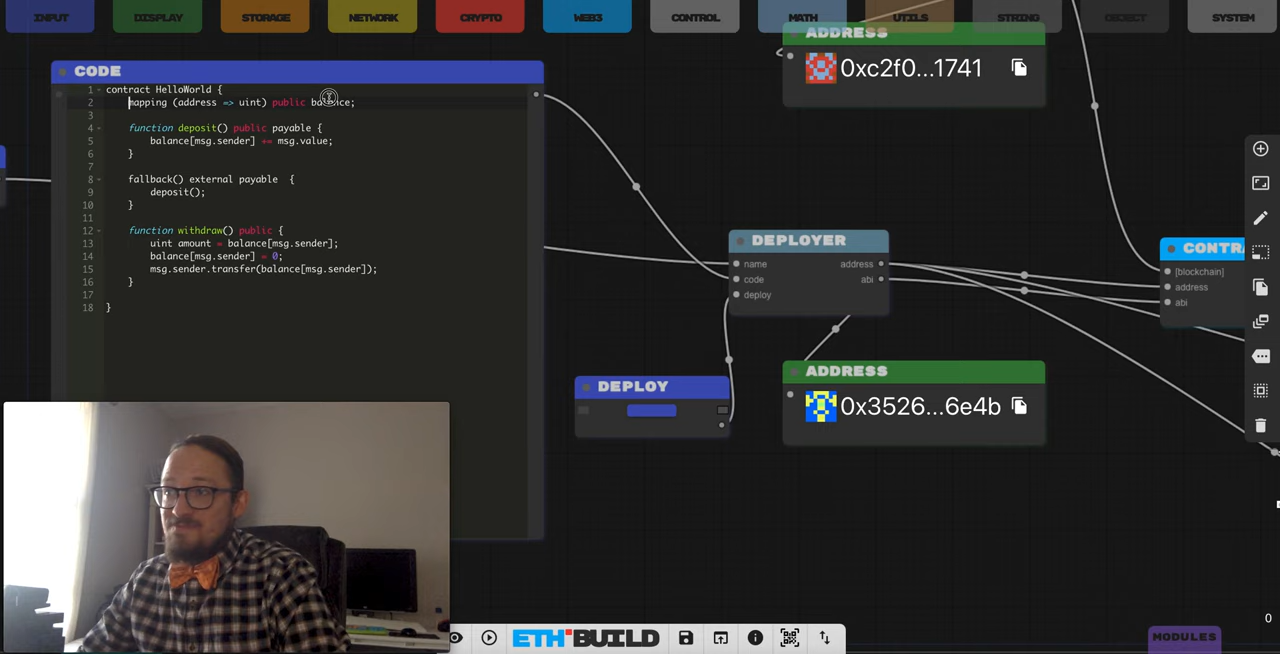 INPUT DISPLAY STORAGE NETWORK CRYPTO WEB3 CONTROL MATH UTILS STRING OBJECT SYSTEM
CODE
1 contract HelloWorld {
2 mapping (address => uint) public balance;
3
4 function deposit() public payable {
5 balance[msg.sender] += msg.value;
6 }
7
8 fallback() external payable {
9 deposit();
10 }
11
12 function withdraw() public {
13 uint amount = balance[msg.sender];
14 balance[msg.sender] = 0;
15 msg.sender.transfer(balance[msg.sender]);
16 }
17
18 }
ADDRESS
0xc2f0...1741
DEPLOYER
name address
code abi
deploy
CONTRA
[blockchain]
address
abi
DEPLOY
ADDRESS
0x3526...6e4b
0
ETH BUILD
MODULES